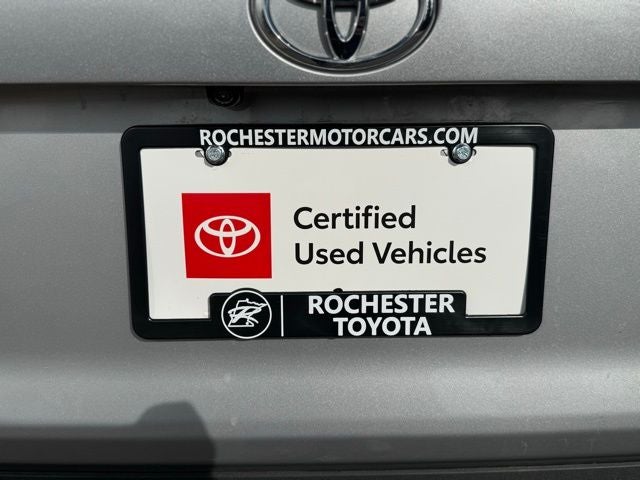 ROCHESTERMOTORCARS.COM
Certified
Used Vehicles
ROCHESTER
TOYOTA